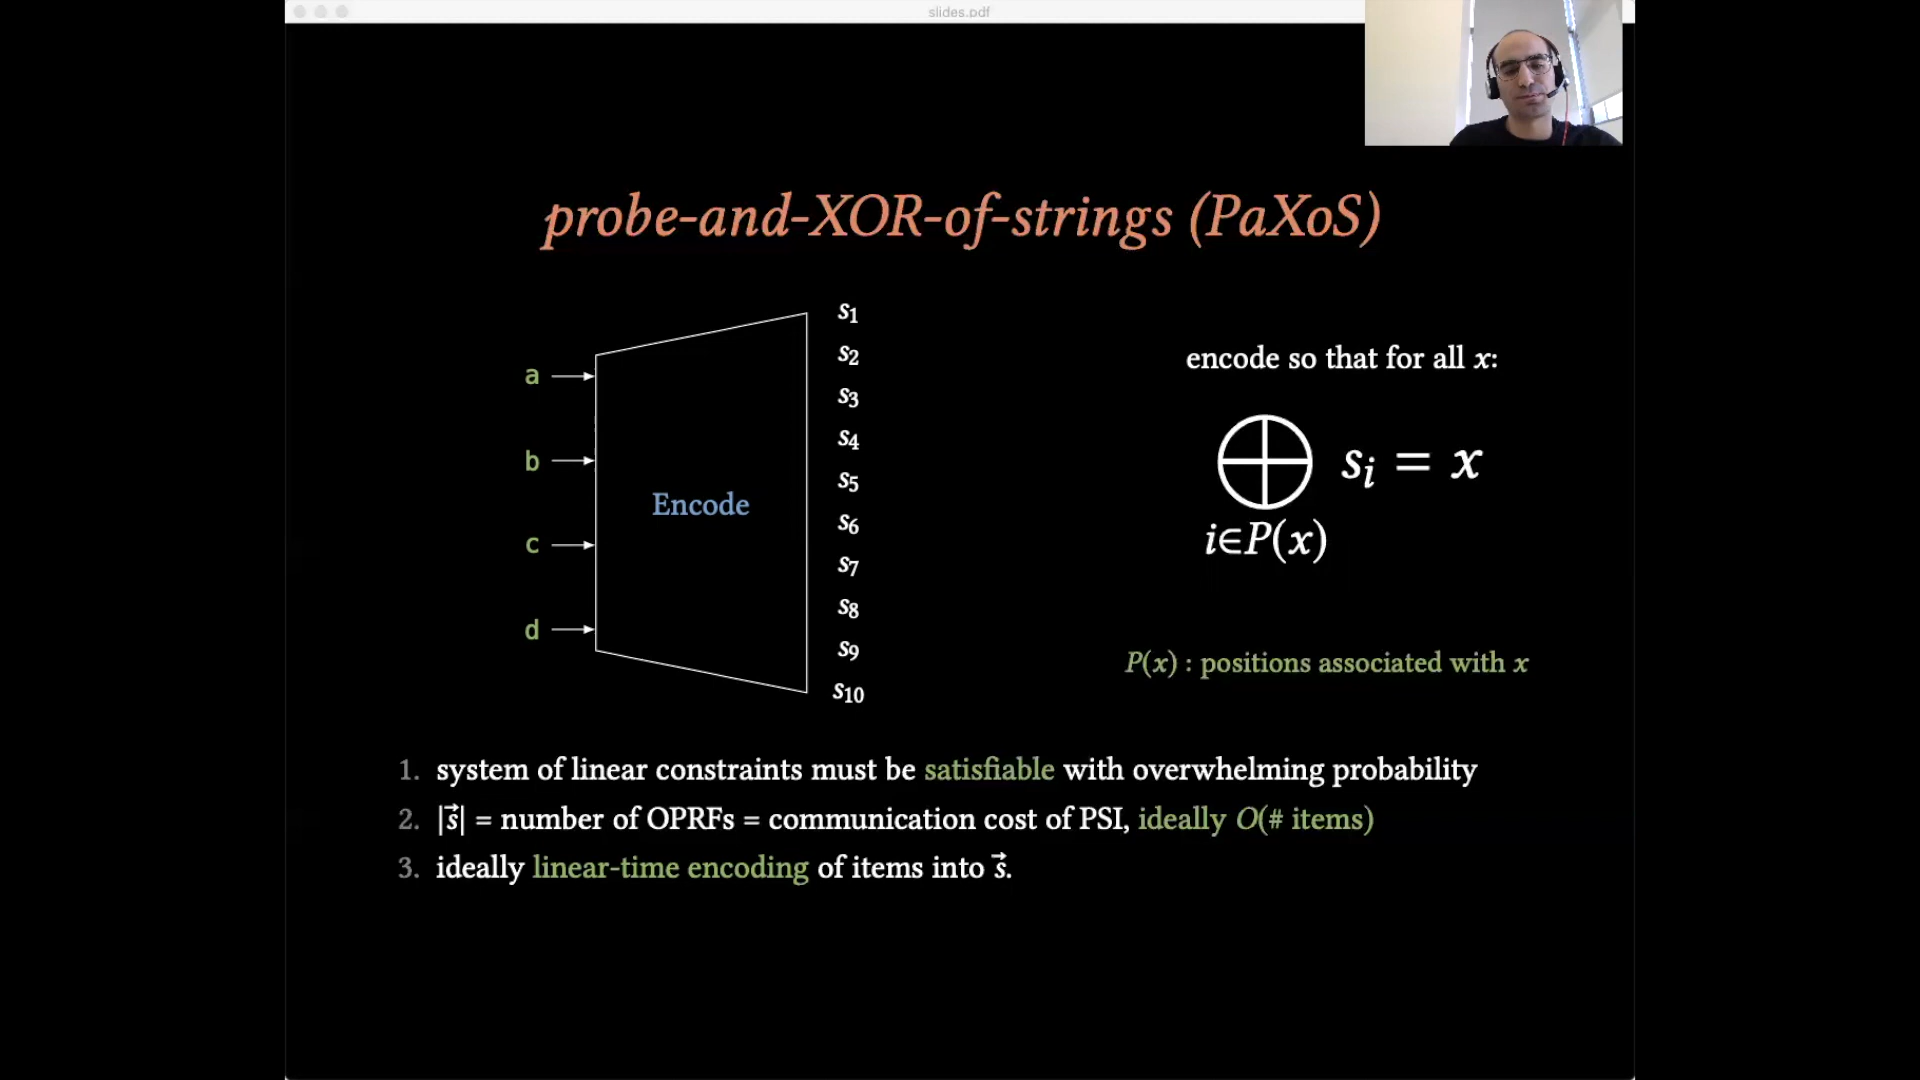 slides.pdf
probe-and-XOR-of-strings (PaXoS)
s1
s2
s3
s4
s5
s6
s7
s8
s9
s10
a
b
c
d
Encode
encode so that for all x:
⨁ si = x
i∈P(x)
P(x) : positions associated with x
1. system of linear constraints must be satisfiable with overwhelming probability
2. |s⃗| = number of OPRFs = communication cost of PSI, ideally O(# items)
3. ideally linear-time encoding of items into s⃗.